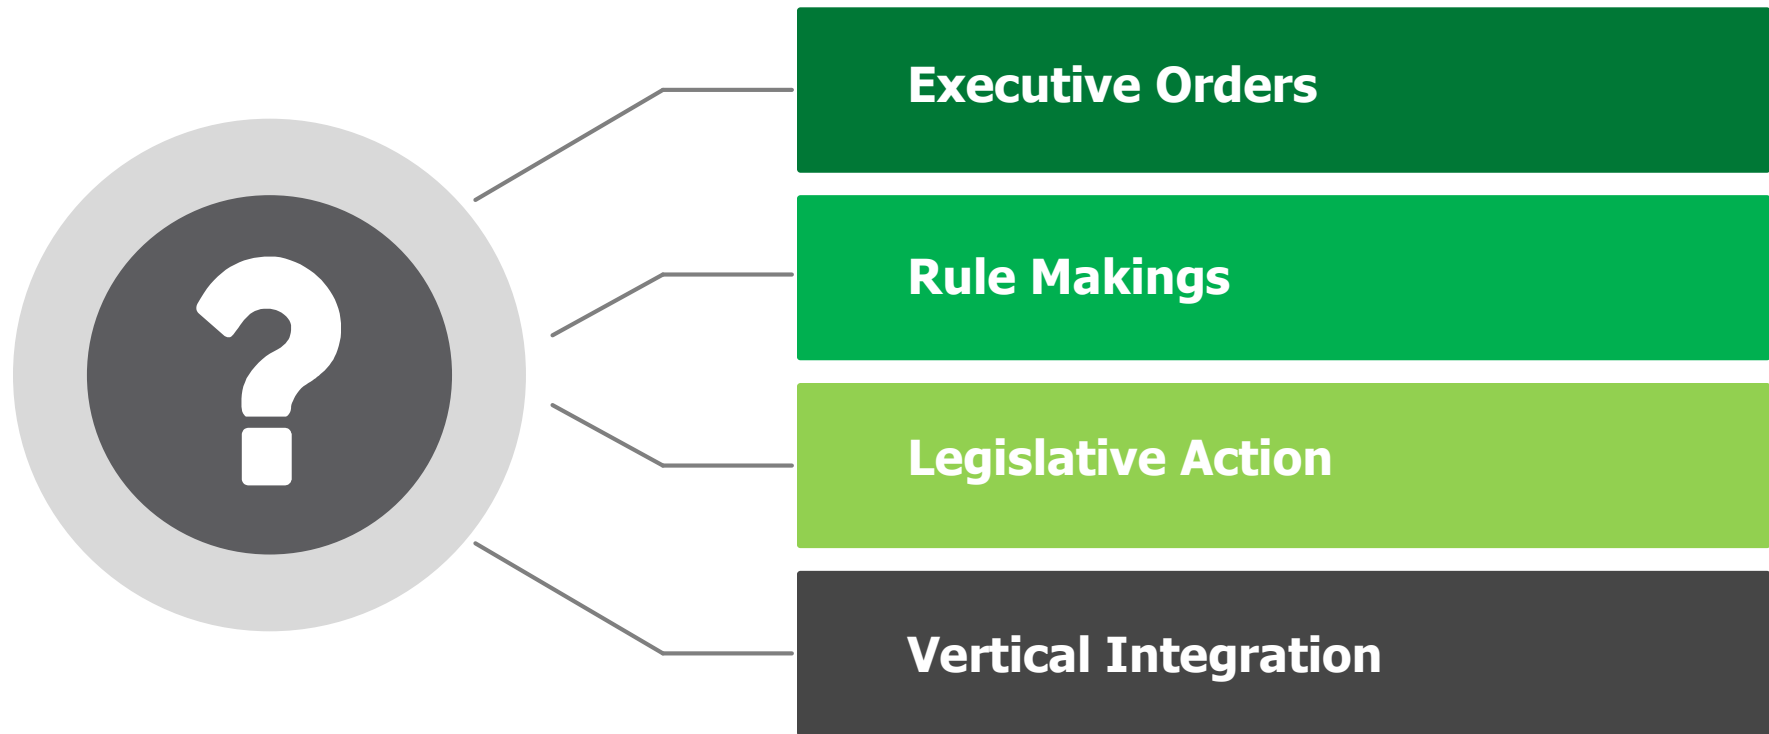 Executive Orders
Rule Makings
Legislative Action
Vertical Integration